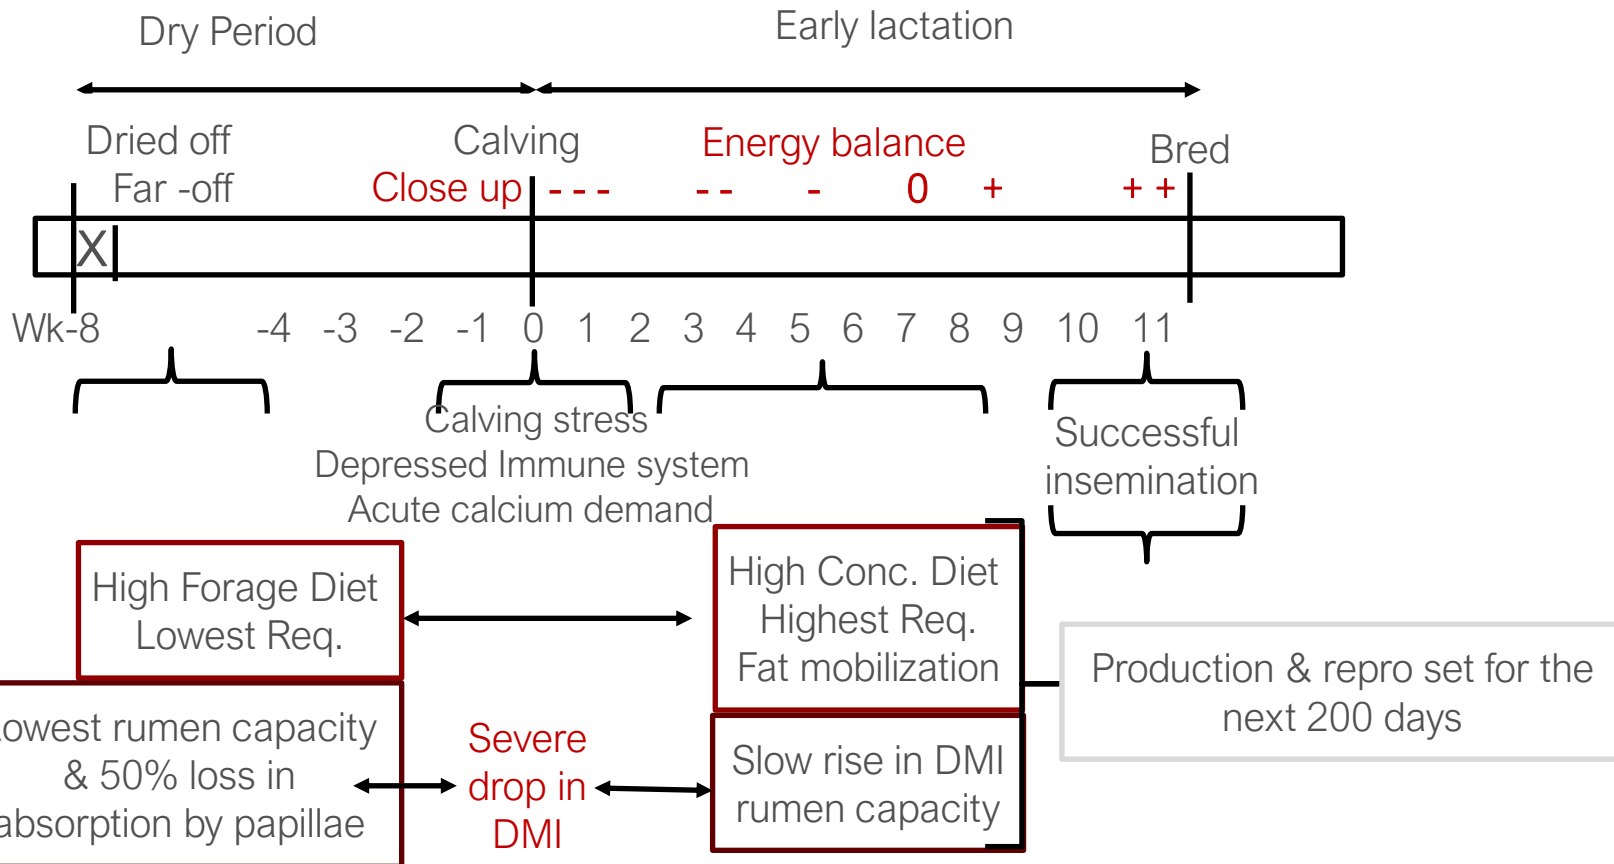 Dry Period
Early lactation
Dried off
Far -off
Calving
Close up
Energy balance
- - - -- - 0 + + +
Bred
X
Wk-8 -4 -3 -2 -1 0 1 2 3 4 5 6 7 8 9 10 11
Calving stress
Depressed Immune system
Acute calcium demand
Successful
insemination
High Forage Diet
Lowest Req.
High Conc. Diet
Highest Req.
Fat mobilization
Production & repro set for the
next 200 days
Lowest rumen capacity
& 50% loss in
absorption by papillae
Severe
drop in
DMI
Slow rise in DMI
rumen capacity